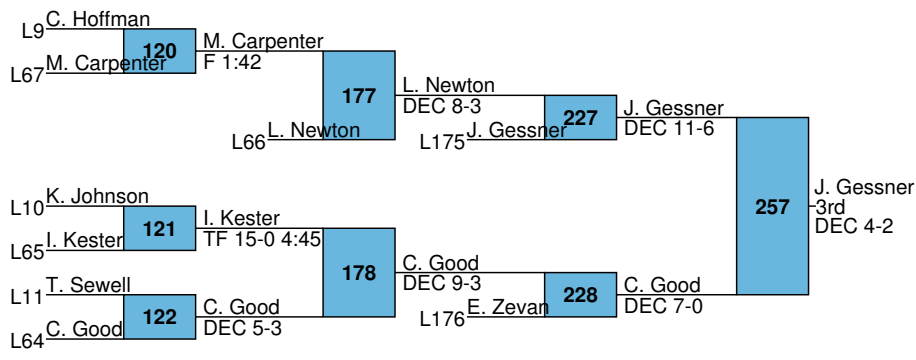 C. Hoffman
L9
120
M. Carpenter
L67
M. Carpenter
F 1:42
177
L. Newton
L66
L. Newton
DEC 8-3
227
J. Gessner
L175
J. Gessner
DEC 11-6
257
J. Gessner
3rd
DEC 4-2
K. Johnson
L10
121
I. Kester
L65
I. Kester
TF 15-0 4:45
178
T. Sewell
L11
122
C. Good
L64
C. Good
DEC 5-3
C. Good
DEC 9-3
228
E. Zevan
L176
C. Good
DEC 7-0